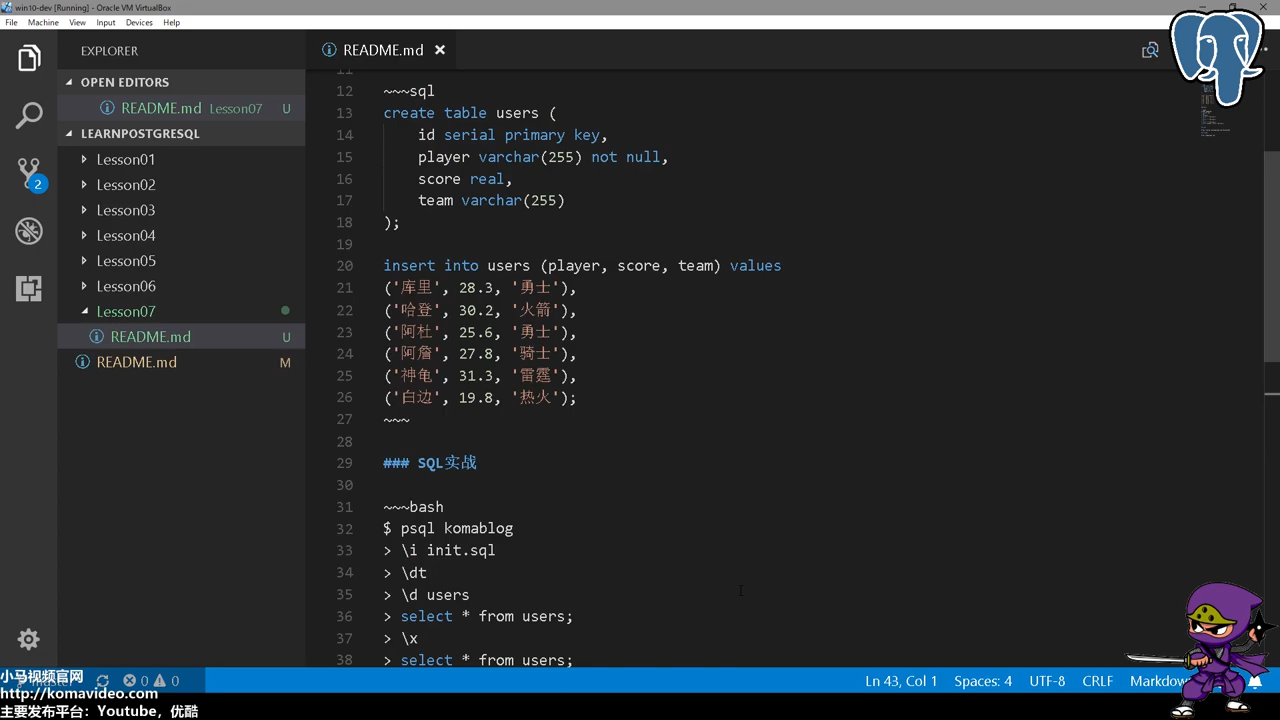 win10-dev [Running] - Oracle VM VirtualBox
File Machine View Input Devices Help
EXPLORER
README.md
OPEN EDITORS
README.md Lesson07 U
LEARNPOSTGRESQL
Lesson01
Lesson02
Lesson03
Lesson04
Lesson05
Lesson06
Lesson07
README.md U
README.md M
2
11
12 ~~~sql
13 create table users (
14 id serial primary key,
15 player varchar(255) not null,
16 score real,
17 team varchar(255)
18 );
19
20 insert into users (player, score, team) values
21 ('库里', 28.3, '勇士'),
22 ('哈登', 30.2, '火箭'),
23 ('阿杜', 25.6, '勇士'),
24 ('阿詹', 27.8, '骑士'),
25 ('神龟', 31.3, '雷霆'),
26 ('白边', 19.8, '热火');
27 ~~~
28
29 ### SQL实战
30
31 ~~~bash
32 $ psql komablog
33 > \i init.sql
34 > \dt
35 > \d users
36 > select * from users;
37 > \x
38 > select * from users;
0 0
Ln 43, Col 1 Spaces: 4 UTF-8 CRLF Markdow
小马视频官网
http://komavideo.com
主要发布平台：Youtube，优酷